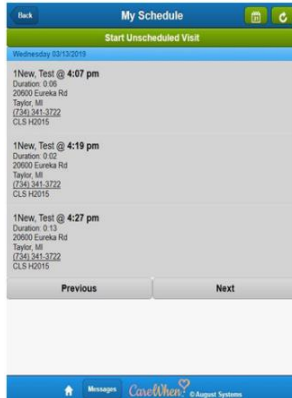 Back
My Schedule
Start Unscheduled Visit
Wednesday 03/13/2019
1New, Test @ 4:07 pm
Duration: 0:06
20600 Eureka Rd
Taylor, MI
(734) 341-3722
CLS H2015
1New, Test @ 4:19 pm
Duration: 0:02
20600 Eureka Rd
Taylor, MI
(734) 341-3722
CLS H2015
1New, Test @ 4:27 pm
Duration: 0:13
20600 Eureka Rd
Taylor, MI
(734) 341-3722
CLS H2015
Previous
Next
Messages
CareWhen? © August Systems